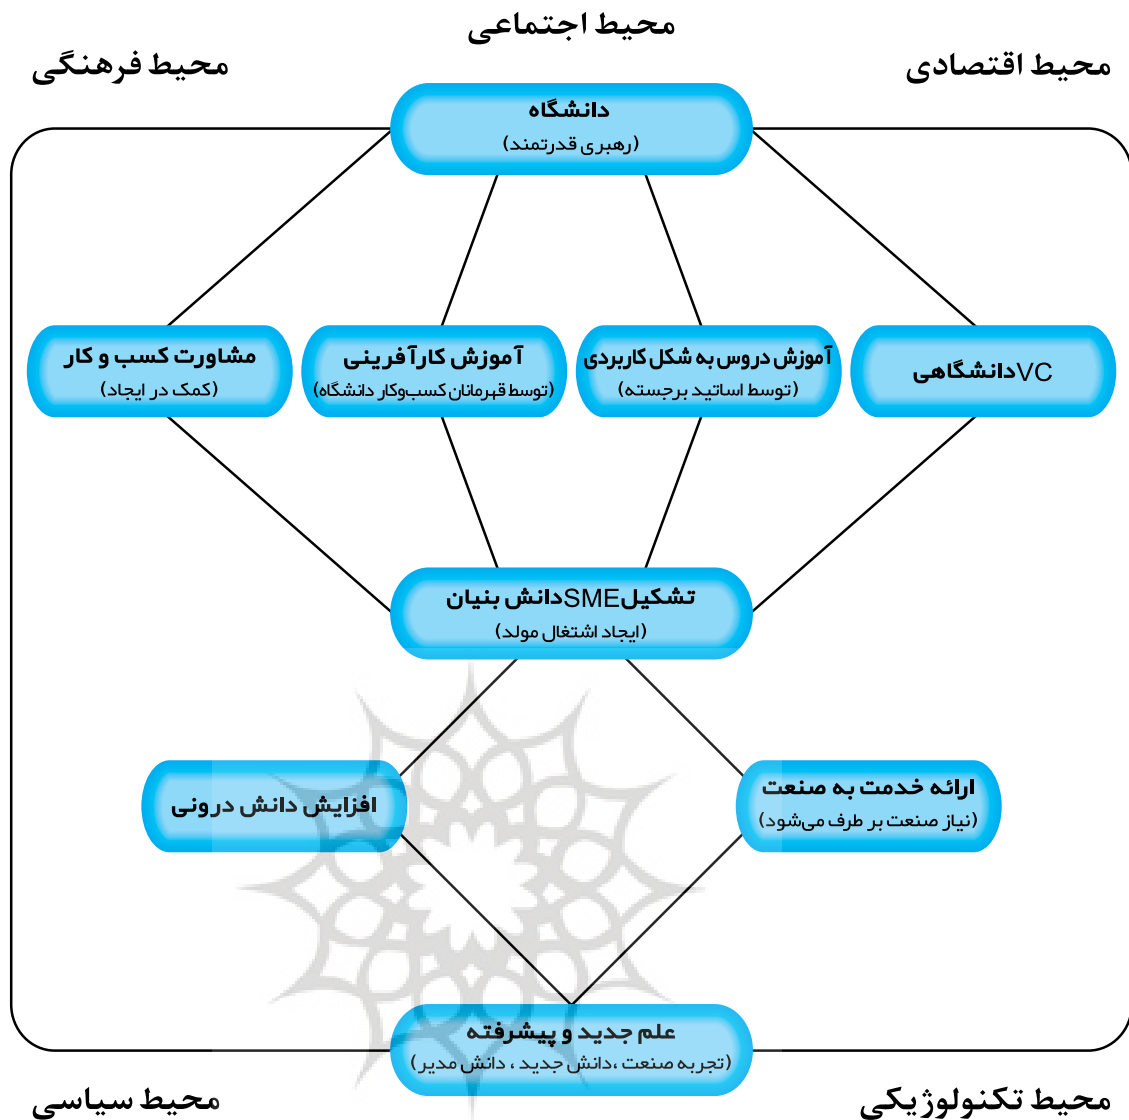 محیط اجتماعی
محیط اقتصادی
محیط فرهنگی
دانشگاه
(رهبری قدرتمند)
VCدانشگاهی
آموزش دروس به شکل کاربردی
(توسط اساتید برجسته)
آموزش کارآفرینی
(توسط قهرمانان کسب‌وکار دانشگاه)
مشاورت کسب و کار
(کمک در ایجاد)
تشکیلSMEدانش بنیان
(ایجاد اشتغال مولد)
ارائه خدمت به صنعت
(نیاز صنعت بر طرف می‌شود)
افزایش دانش درونی
علم جدید و پیشرفته
(تجربه صنعت ،دانش جدید ، دانش مدیر)
محیط تکنولوژیکی
محیط سیاسی